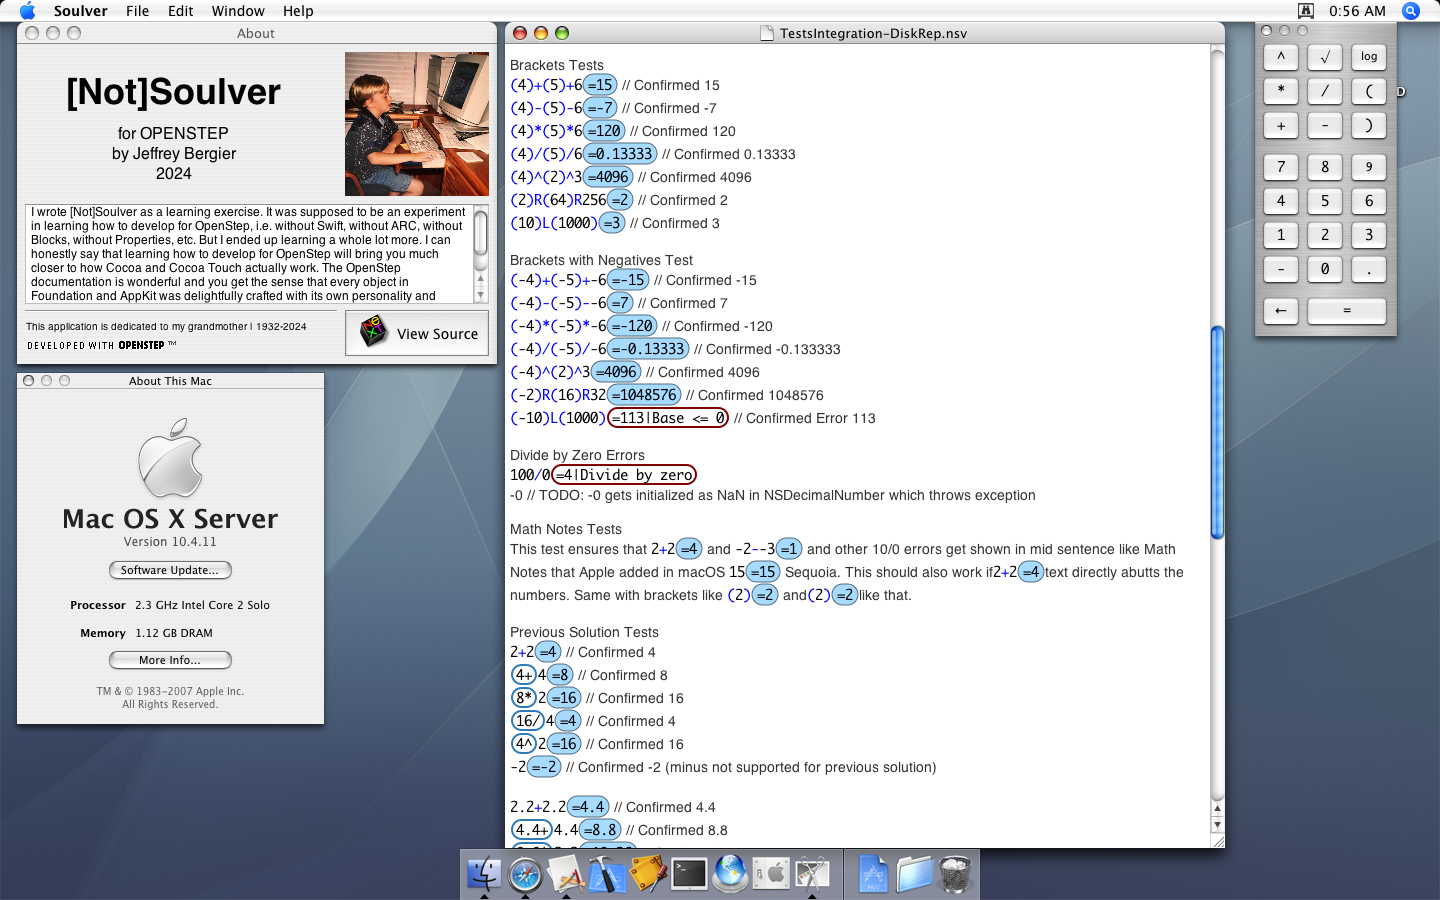 Soulver File Edit Window Help 0:56 AM
About
[Not]Soulver
for OPENSTEP
by Jeffrey Bergier
2024
I wrote [Not]Soulver as a learning exercise. It was supposed to be an experiment
in learning how to develop for OpenStep, i.e. without Swift, without ARC, without
Blocks, without Properties, etc. But I ended up learning a whole lot more. I can
honestly say that learning how to develop for OpenStep will bring you much
closer to how Cocoa and Cocoa Touch actually work. The OpenStep
documentation is wonderful and you get the sense that every object in
Foundation and AppKit was delightfully crafted with its own personality and
This application is dedicated to my grandmother | 1932-2024
DEVELOPED WITH OPENSTEP ™
View Source
About This Mac
Mac OS X Server
Version 10.4.11
Software Update...
Processor 2.3 GHz Intel Core 2 Solo
Memory 1.12 GB DRAM
More Info...
TM & © 1983-2007 Apple Inc.
All Rights Reserved.
TestsIntegration-DiskRep.nsv
Brackets Tests
(4)+(5)+6=15 // Confirmed 15
(4)-(5)-6=-7 // Confirmed -7
(4)*(5)*6=120 // Confirmed 120
(4)/(5)/6=0.13333 // Confirmed 0.13333
(4)^(2)^3=4096 // Confirmed 4096
(2)R(64)R256=2 // Confirmed 2
(10)L(1000)=3 // Confirmed 3
Brackets with Negatives Test
(-4)+(-5)+-6=-15 // Confirmed -15
(-4)-(-5)--6=7 // Confirmed 7
(-4)*(-5)*-6=-120 // Confirmed -120
(-4)/(-5)/-6=-0.13333 // Confirmed -0.133333
(-4)^(2)^3=4096 // Confirmed 4096
(-2)R(16)R32=1048576 // Confirmed 1048576
(-10)L(1000)=113|Base <= 0 // Confirmed Error 113
Divide by Zero Errors
100/0=4|Divide by zero
-0 // TODO: -0 gets initialized as NaN in NSDecimalNumber which throws exception
Math Notes Tests
This test ensures that 2+2=4 and -2--3=1 and other 10/0 errors get shown in mid sentence like Math
Notes that Apple added in macOS 15=15 Sequoia. This should also work if2+2=4text directly abutts the
numbers. Same with brackets like (2)=2 and(2)=2like that.
Previous Solution Tests
2+2=4 // Confirmed 4
4+4=8 // Confirmed 8
8*2=16 // Confirmed 16
16/4=4 // Confirmed 4
4^2=16 // Confirmed 16
-2=-2 // Confirmed -2 (minus not supported for previous solution)
2.2+2.2=4.4 // Confirmed 4.4
4.4+4.4=8.8 // Confirmed 8.8
^ √ log
* / (
+ - )
7 8 9
4 5 6
1 2 3
- 0 .
← =